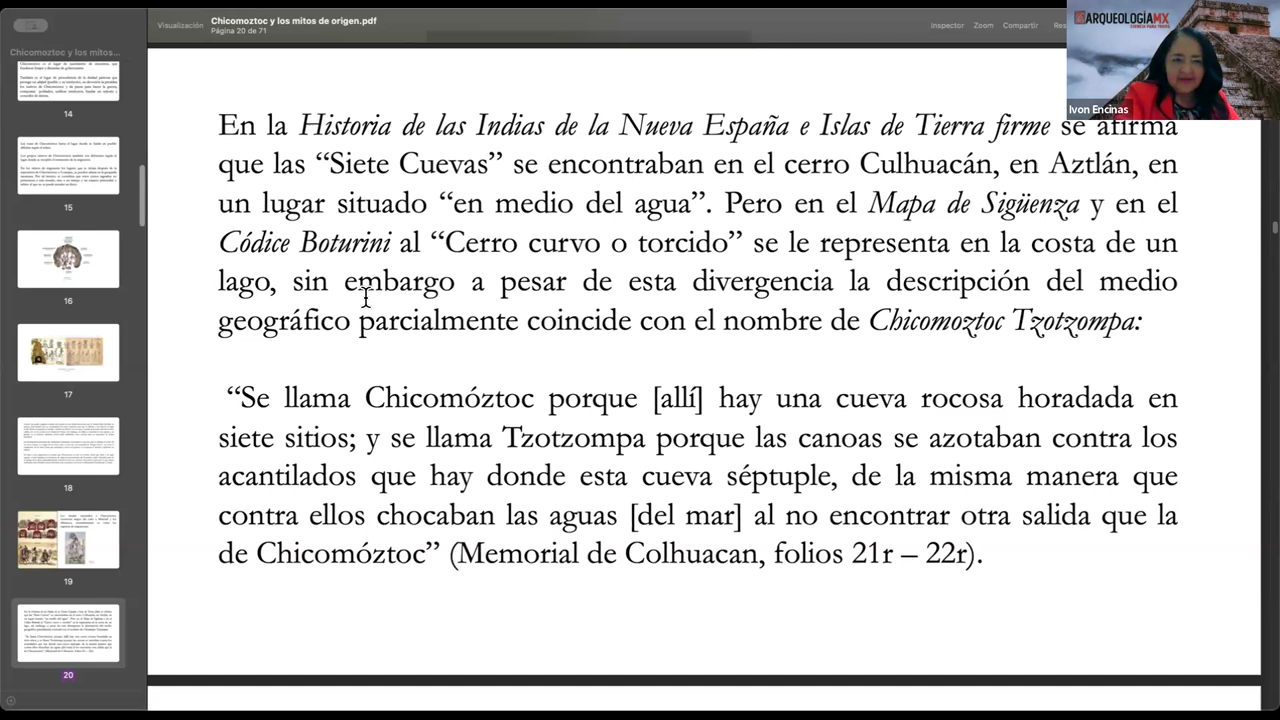 Visualización
Chicomoztoc y los mitos de origen.pdf
Página 20 de 71
Inspector
Zoom
Compartir
ARQUEOLOGÍAMX
Ivon Encinas
Chicomoztoc y los mitos...
14
15
16
17
18
19
20
En la Historia de las Indias de la Nueva España e Islas de Tierra firme se afirma
que las “Siete Cuevas” se encontraban en el cerro Culhuacan, en Aztlán, en
un lugar situado “en medio del agua”. Pero en el Mapa de Sigüenza y en el
Códice Boturini al “Cerro curvo o torcido” se le representa en la costa de un
lago, sin embargo a pesar de esta divergencia la descripción del medio
geográfico parcialmente coincide con el nombre de Chicomoztoc Tzotzompa:
“Se llama Chicomóztoc porque [allí] hay una cueva rocosa horadada en
siete sitios; y se llama Tzotzompa porque las canoas se azotaban contra los
acantilados que hay donde esta cueva séptuple, de la misma manera que
contra ellos chocaban las aguas [del mar] al no encontrar otra salida que la
de Chicomóztoc” (Memorial de Colhuacan, folios 21r – 22r).